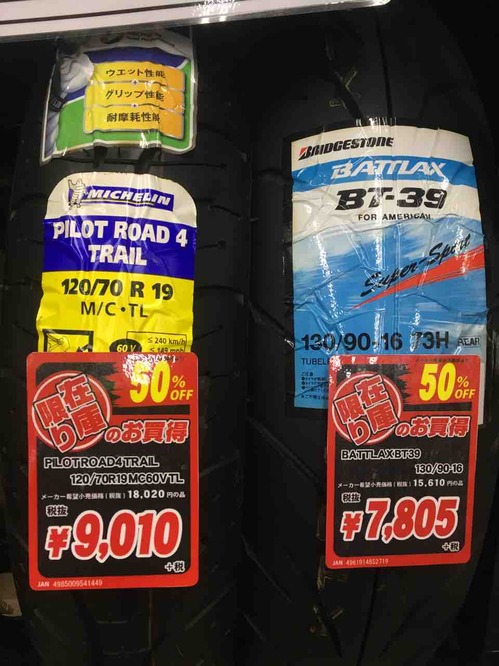 ウエット性能
+
グリップ性能
+
耐摩耗性能
MICHELIN
PILOT ROAD 4
TRAIL
120/70 R 19
M/C・TL
60 V
≤ 240 km/h
≤ 149 mph
50% OFF
在庫限り
のお買得
PILOTROAD4TRAIL
120/70R19MC60VTL
メーカー希望小売価格(税抜)18,020円の品
税抜
¥9,010
+税
JAN 4985009541449
BRIDGESTONE
BATTLAX
BT-39
FOR AMERICAN
Super Sport
130/90-16 73H REAR
TUBELE
50% OFF
在庫限り
のお買得
BATTLAXBT39
130/90-16
メーカー希望小売価格(税抜)15,610円の品
税抜
¥7,805
+税
JAN 4961914852719